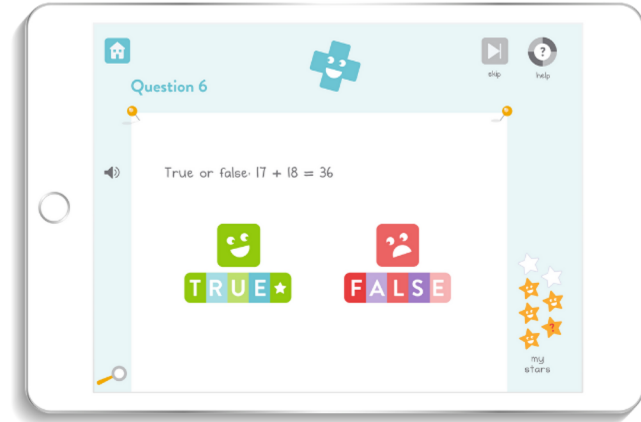 skip
help
Question 6
True or false: 17 + 18 = 36
TRUE
FALSE
my
stars